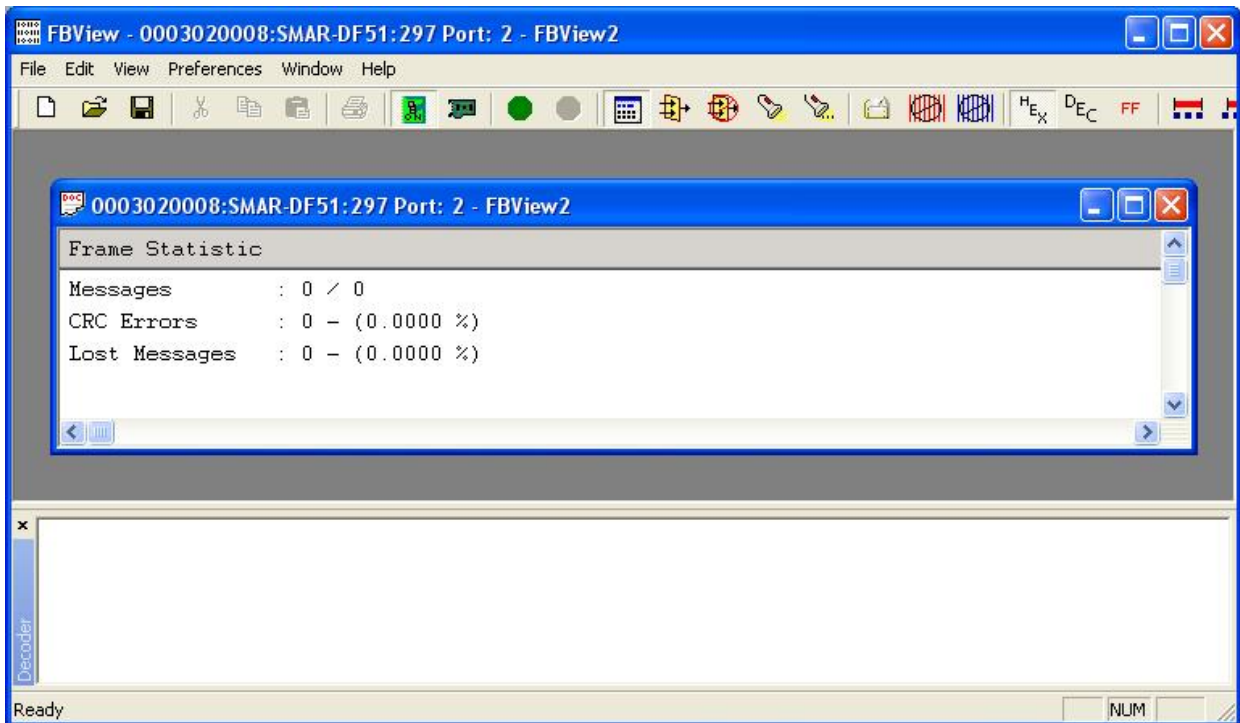 FBView - 0003020008:SMAR-DF51:297 Port: 2 - FBView2
File Edit View Preferences Window Help
HEX DEC FF
DOC 0003020008:SMAR-DF51:297 Port: 2 - FBView2
Frame Statistic
Messages : 0 / 0
CRC Errors : 0 - (0.0000 %)
Lost Messages : 0 - (0.0000 %)
Decoder
Ready NUM